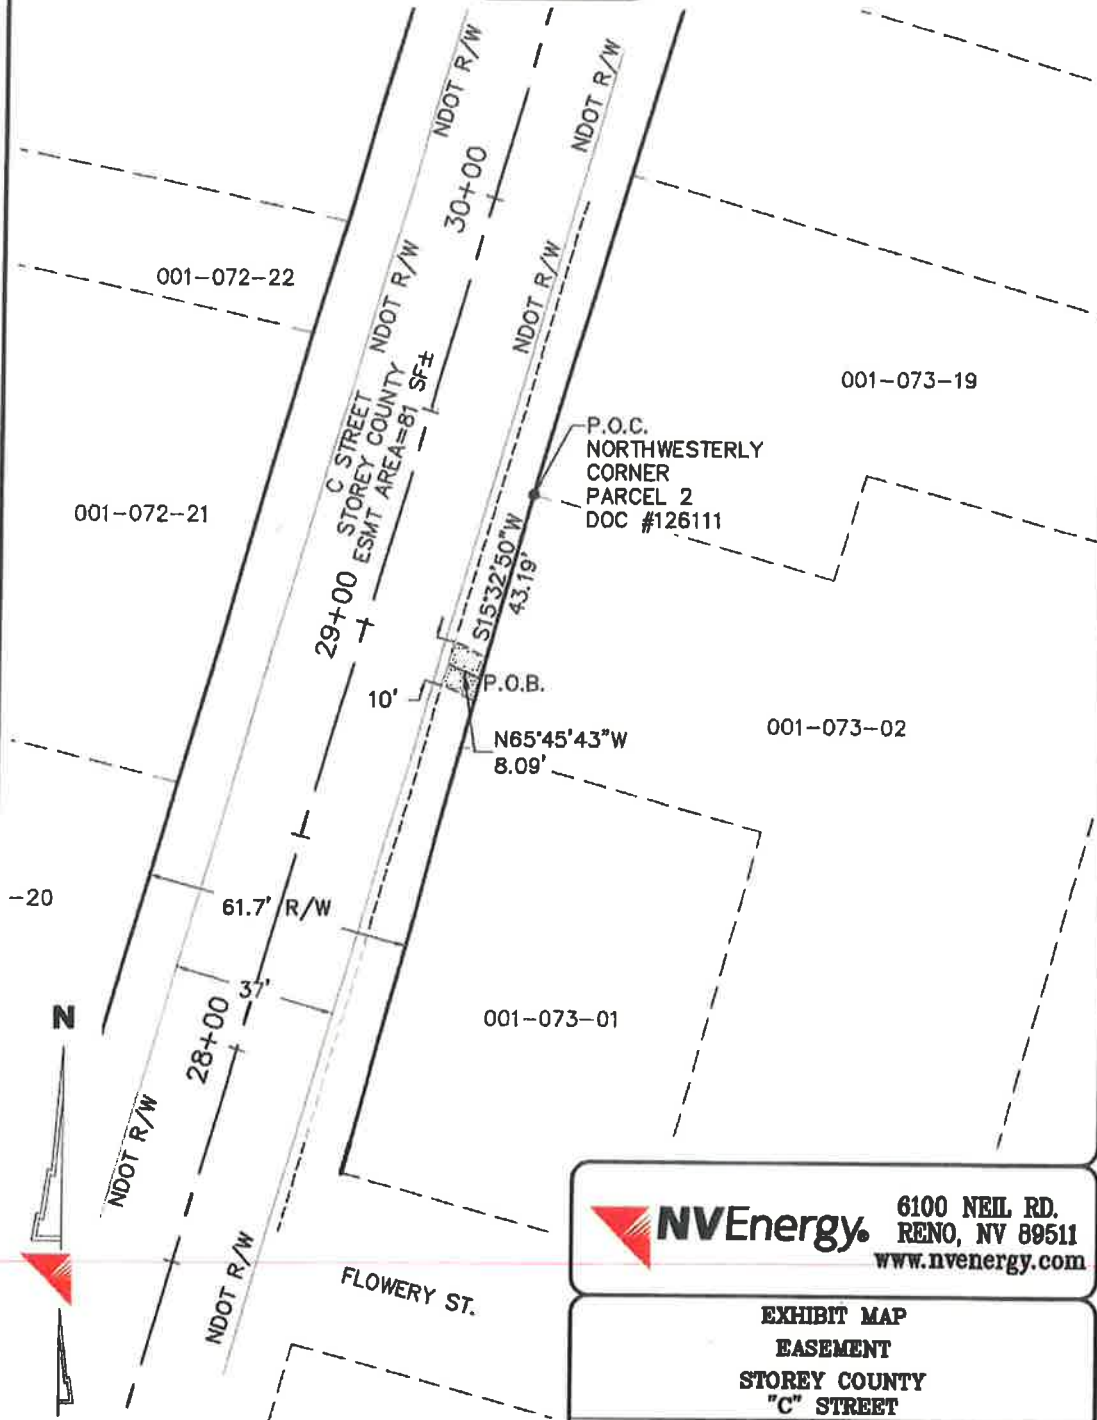 NDOT R/W
NDOT R/W
30+00
001-072-22
NDOT R/W
NDOT R/W
001-073-19
C STREET
STOREY COUNTY
ESMT AREA=81 SF±
P.O.C.
NORTHWESTERLY
CORNER
PARCEL 2
DOC #126111
001-072-21
S15°32'50"W
43.19'
29+00
10'
P.O.B.
N65°45'43"W
8.09'
001-073-02
-20
61.7' R/W
37'
28+00
001-073-01
N
NDOT R/W
NDOT R/W
FLOWERY ST.
NVEnergy®
6100 NEIL RD.
RENO, NV 89511
www.nvenergy.com
EXHIBIT MAP
EASEMENT
STOREY COUNTY
"C" STREET